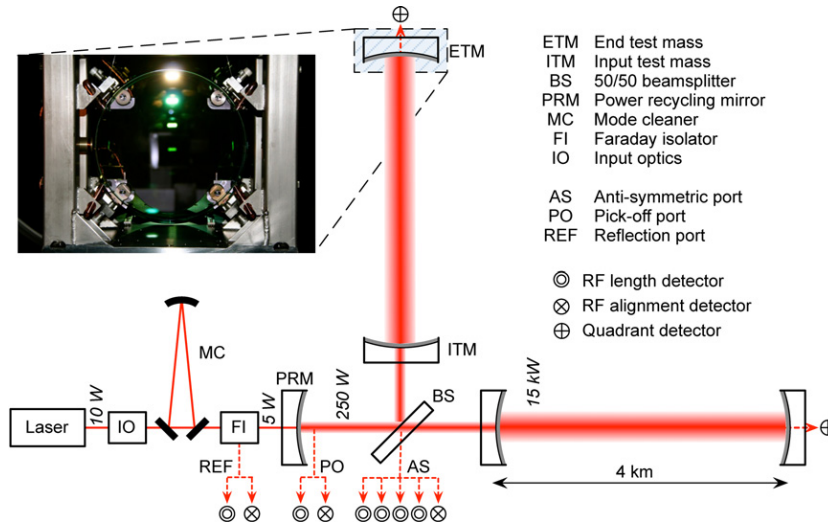 ETM
ETM End test mass
ITM Input test mass
BS 50/50 beamsplitter
PRM Power recycling mirror
MC Mode cleaner
FI Faraday isolator
IO Input optics
AS Anti-symmetric port
PO Pick-off port
REF Reflection port
RF length detector
RF alignment detector
Quadrant detector
MC
ITM
PRM
BS
10 W
5 W
250 W
15 kW
Laser
IO
FI
REF
PO
AS
4 km